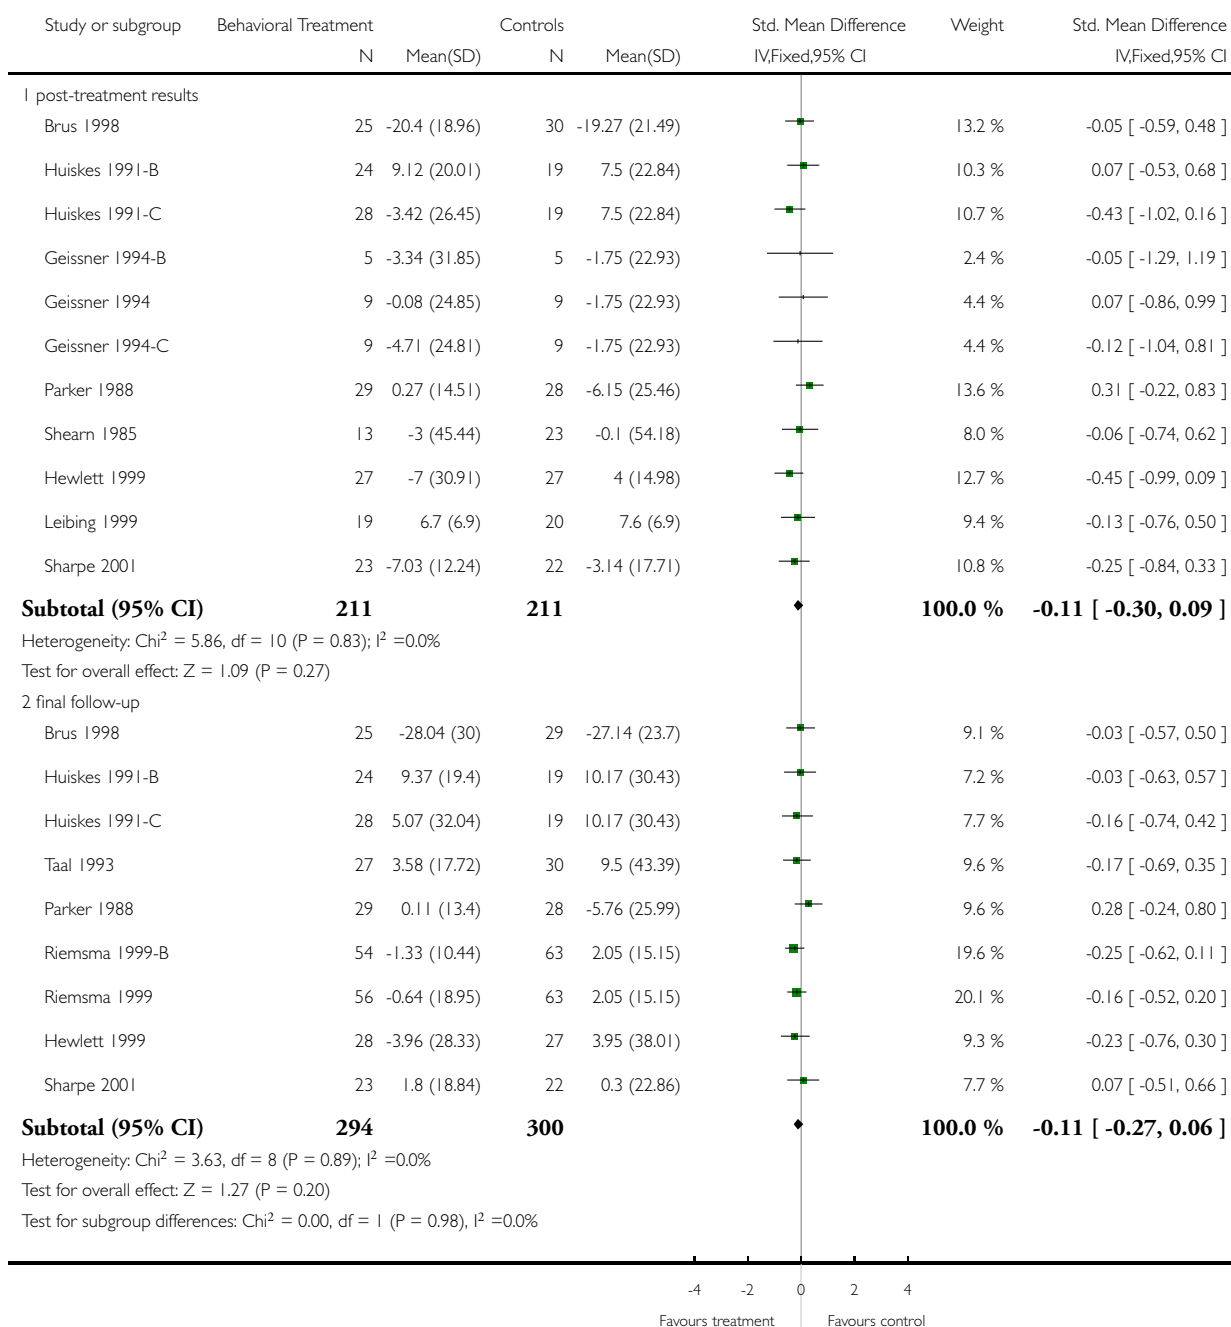 Study or subgroup Behavioral Treatment Controls Std. Mean Difference Weight Std. Mean Difference
N Mean(SD) N Mean(SD) IV,Fixed,95% CI IV,Fixed,95% CI
1 post-treatment results
Brus 1998 25 -20.4 (18.96) 30 -19.27 (21.49) 13.2 % -0.05 [ -0.59, 0.48 ]
Huiskes 1991-B 24 9.12 (20.01) 19 7.5 (22.84) 10.3 % 0.07 [ -0.53, 0.68 ]
Huiskes 1991-C 28 -3.42 (26.45) 19 7.5 (22.84) 10.7 % -0.43 [ -1.02, 0.16 ]
Geissner 1994-B 5 -3.34 (31.85) 5 -1.75 (22.93) 2.4 % -0.05 [ -1.29, 1.19 ]
Geissner 1994 9 -0.08 (24.85) 9 -1.75 (22.93) 4.4 % 0.07 [ -0.86, 0.99 ]
Geissner 1994-C 9 -4.71 (24.81) 9 -1.75 (22.93) 4.4 % -0.12 [ -1.04, 0.81 ]
Parker 1988 29 0.27 (14.51) 28 -6.15 (25.46) 13.6 % 0.31 [ -0.22, 0.83 ]
Shearn 1985 13 -3 (45.44) 23 -0.1 (54.18) 8.0 % -0.06 [ -0.74, 0.62 ]
Hewlett 1999 27 -7 (30.91) 27 4 (14.98) 12.7 % -0.45 [ -0.99, 0.09 ]
Leibing 1999 19 6.7 (6.9) 20 7.6 (6.9) 9.4 % -0.13 [ -0.76, 0.50 ]
Sharpe 2001 23 -7.03 (12.24) 22 -3.14 (17.71) 10.8 % -0.25 [ -0.84, 0.33 ]
Subtotal (95% CI) 211 211 100.0 % -0.11 [ -0.30, 0.09 ]
Heterogeneity: Chi² = 5.86, df = 10 (P = 0.83); I² =0.0%
Test for overall effect: Z = 1.09 (P = 0.27)
2 final follow-up
Brus 1998 25 -28.04 (30) 29 -27.14 (23.7) 9.1 % -0.03 [ -0.57, 0.50 ]
Huiskes 1991-B 24 9.37 (19.4) 19 10.17 (30.43) 7.2 % -0.03 [ -0.63, 0.57 ]
Huiskes 1991-C 28 5.07 (32.04) 19 10.17 (30.43) 7.7 % -0.16 [ -0.74, 0.42 ]
Taal 1993 27 3.58 (17.72) 30 9.5 (43.39) 9.6 % -0.17 [ -0.69, 0.35 ]
Parker 1988 29 0.11 (13.4) 28 -5.76 (25.99) 9.6 % 0.28 [ -0.24, 0.80 ]
Riemsma 1999-B 54 -1.33 (10.44) 63 2.05 (15.15) 19.6 % -0.25 [ -0.62, 0.11 ]
Riemsma 1999 56 -0.64 (18.95) 63 2.05 (15.15) 20.1 % -0.16 [ -0.52, 0.20 ]
Hewlett 1999 28 -3.96 (28.33) 27 3.95 (38.01) 9.3 % -0.23 [ -0.76, 0.30 ]
Sharpe 2001 23 1.8 (18.84) 22 0.3 (22.86) 7.7 % 0.07 [ -0.51, 0.66 ]
Subtotal (95% CI) 294 300 100.0 % -0.11 [ -0.27, 0.06 ]
Heterogeneity: Chi² = 3.63, df = 8 (P = 0.89); I² =0.0%
Test for overall effect: Z = 1.27 (P = 0.20)
Test for subgroup differences: Chi² = 0.00, df = 1 (P = 0.98), I² =0.0%
-4 -2 0 2 4
Favours treatment Favours control